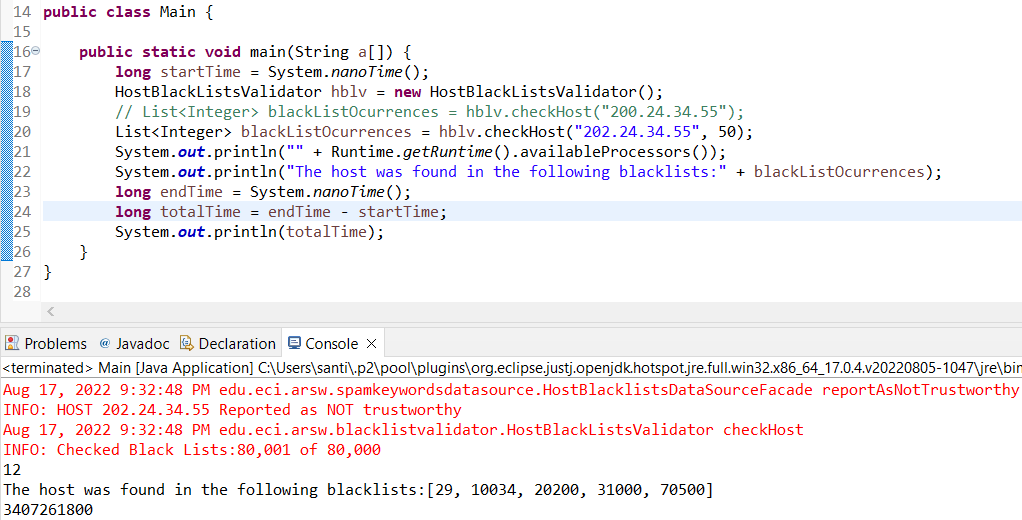 14 public class Main {
15
16 public static void main(String a[]) {
17 long startTime = System.nanoTime();
18 HostBlackListsValidator hblv = new HostBlackListsValidator();
19 // List<Integer> blackListOcurrences = hblv.checkHost("200.24.34.55");
20 List<Integer> blackListOcurrences = hblv.checkHost("202.24.34.55", 50);
21 System.out.println("" + Runtime.getRuntime().availableProcessors());
22 System.out.println("The host was found in the following blacklists:" + blackListOcurrences);
23 long endTime = System.nanoTime();
24 long totalTime = endTime - startTime;
25 System.out.println(totalTime);
26 }
27 }
28
Problems @ Javadoc Declaration Console
<terminated> Main [Java Application] C:\Users\santi\.p2\pool\plugins\org.eclipse.justj.openjdk.hotspot.jre.full.win32.x86_64_17.0.4.v20220805-1047\jre\bin
Aug 17, 2022 9:32:48 PM edu.eci.arsw.spamkeywordsdatasource.HostBlacklistsDataSourceFacade reportAsNotTrustworthy
INFO: HOST 202.24.34.55 Reported as NOT trustworthy
Aug 17, 2022 9:32:48 PM edu.eci.arsw.blacklistvalidator.HostBlackListsValidator checkHost
INFO: Checked Black Lists:80,001 of 80,000
12
The host was found in the following blacklists:[29, 10034, 20200, 31000, 70500]
3407261800